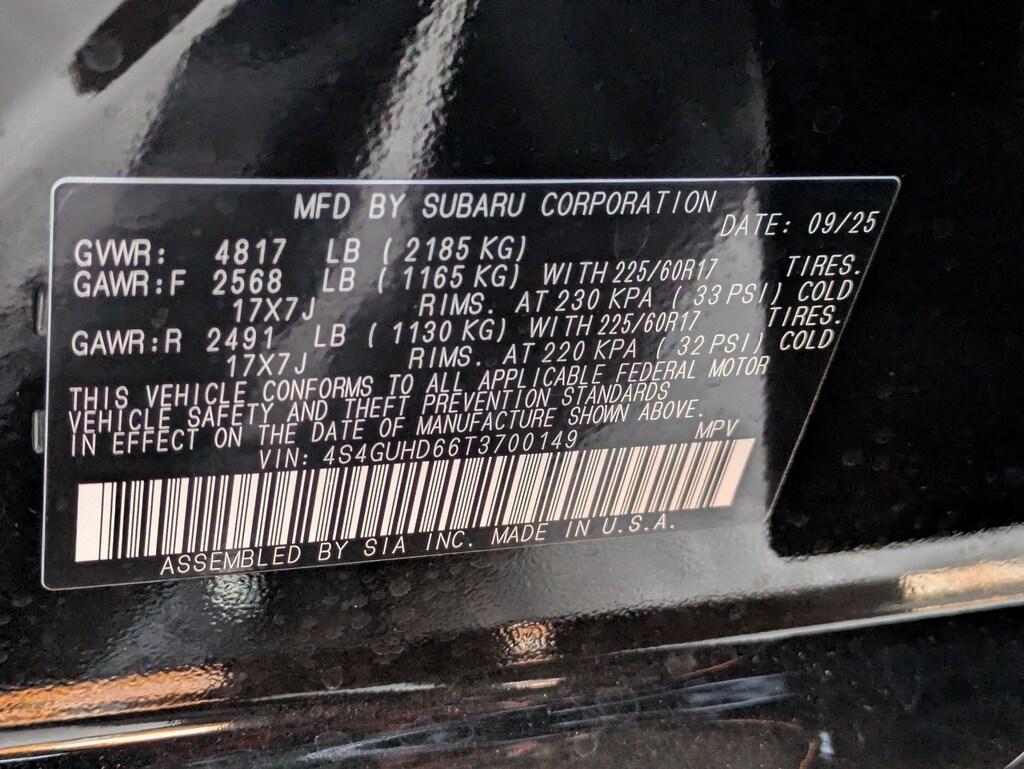 MFD BY SUBARU CORPORATION
DATE: 09/25
GVWR: 4817 LB ( 2185 KG)
GAWR:F 2568 LB ( 1165 KG) WITH 225/60R17 TIRES.
17X7J RIMS. AT 230 KPA ( 33 PSI) COLD
GAWR:R 2491 LB ( 1130 KG) WITH 225/60R17 TIRES.
17X7J RIMS. AT 220 KPA ( 32 PSI) COLD
THIS VEHICLE CONFORMS TO ALL APPLICABLE FEDERAL MOTOR
VEHICLE SAFETY AND THEFT PREVENTION STANDARDS
IN EFFECT ON THE DATE OF MANUFACTURE SHOWN ABOVE.
VIN: 4S4GUHD66T3700149 MPV
ASSEMBLED BY SIA INC. MADE IN U.S.A.